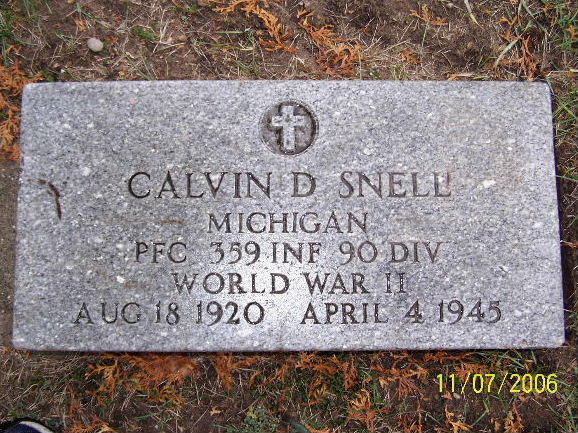 CALVIN D SNELL
MICHIGAN
PFC 359 INF 90 DIV
WORLD WAR II
AUG 18 1920 APRIL 4 1945
11/07/2006